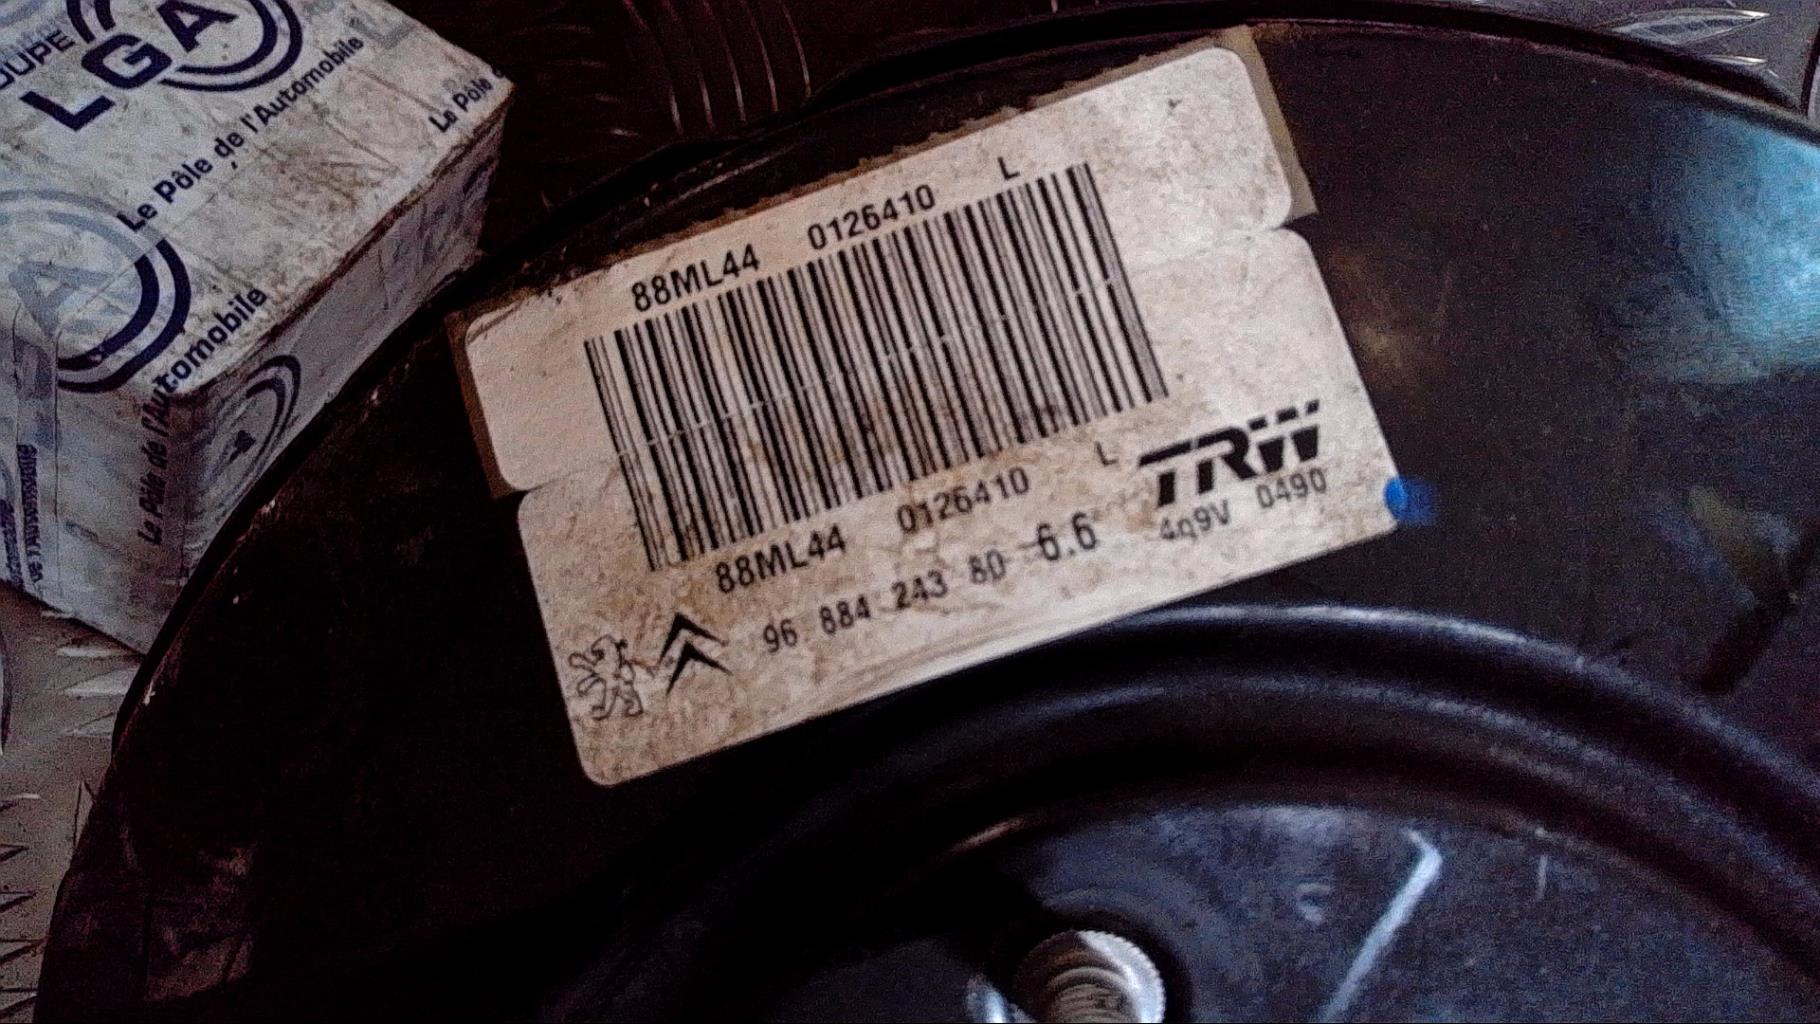 GROUPE
LGA
Le Pôle de l'Automobile
Le Pôle
Le Pôle de l'Automobile
88ML44 0126410 L
88ML44 0126410 L
TRW
96 884 243 80 6.6
4q9V 0490